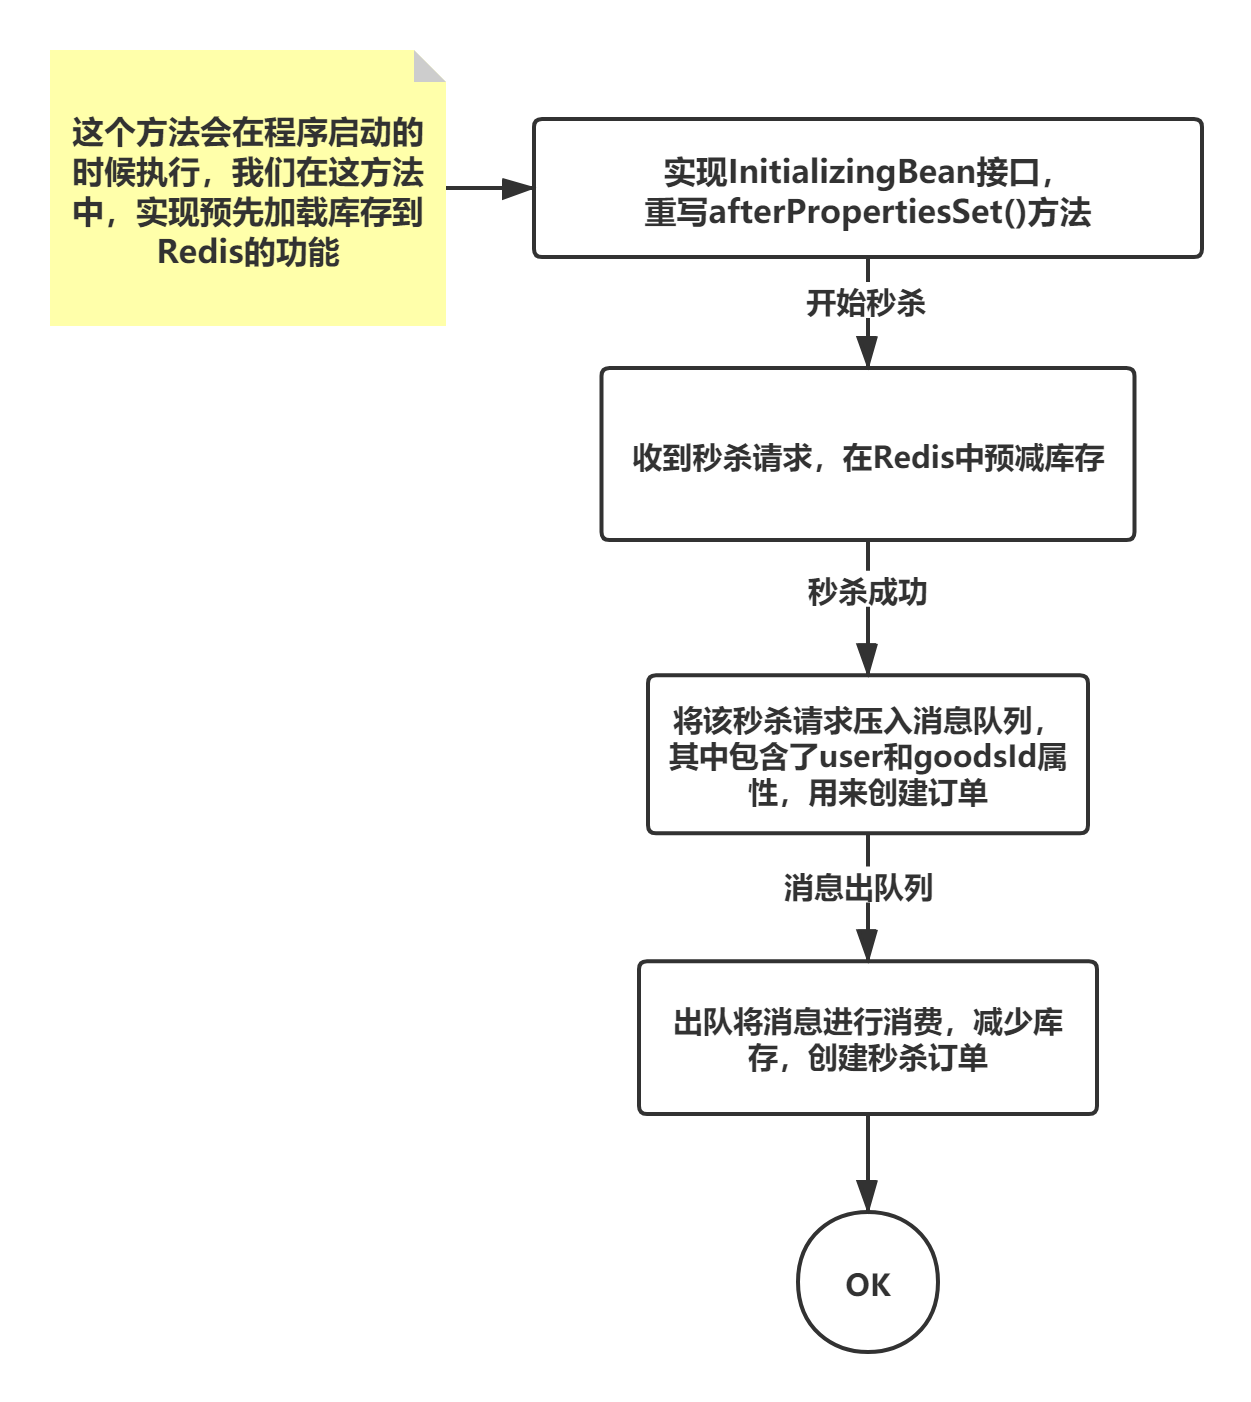 这个方法会在程序启动的
时候执行，我们在这方法
中，实现预先加载库存到
Redis的功能
实现InitializingBean接口，
重写afterPropertiesSet()方法
开始秒杀
收到秒杀请求，在Redis中预减库存
秒杀成功
将该秒杀请求压入消息队列，
其中包含了user和goodsId属
性，用来创建订单
消息出队列
出队将消息进行消费，减少库
存，创建秒杀订单
OK